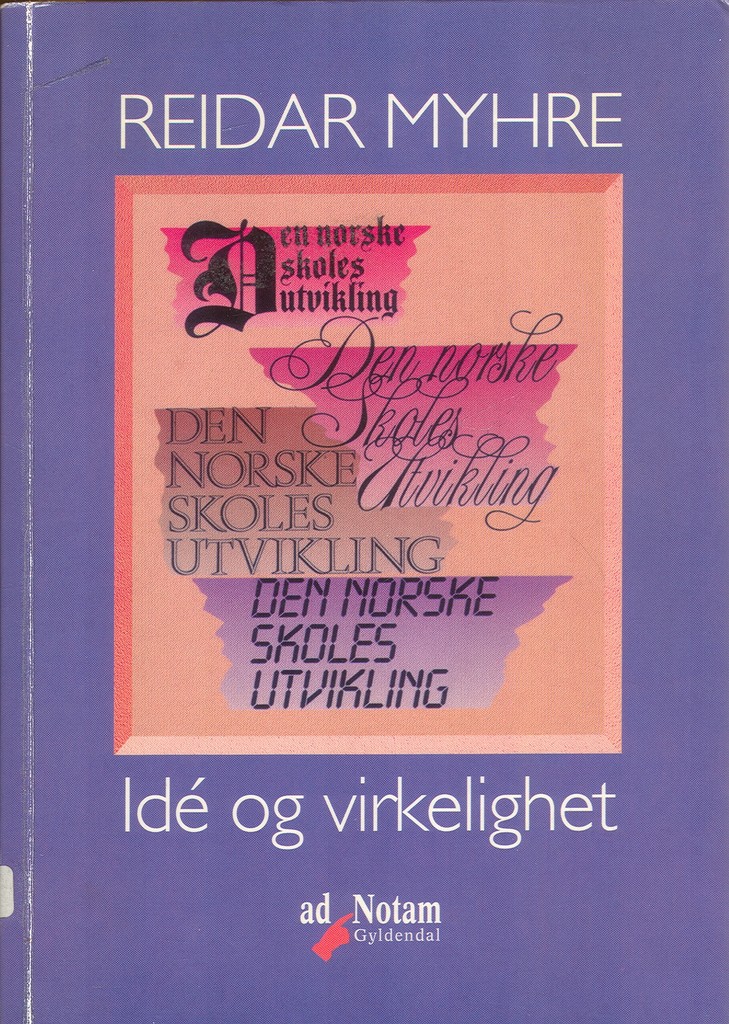 REIDAR MYHRE
Den norske
skoles
utvikling
Den norske
Skoles
Utvikling
DEN
NORSKE
SKOLES
UTVIKLING
DEN NORSKE
SKOLES
UTVIKLING
Idé og virkelighet
ad Notam
Gyldendal